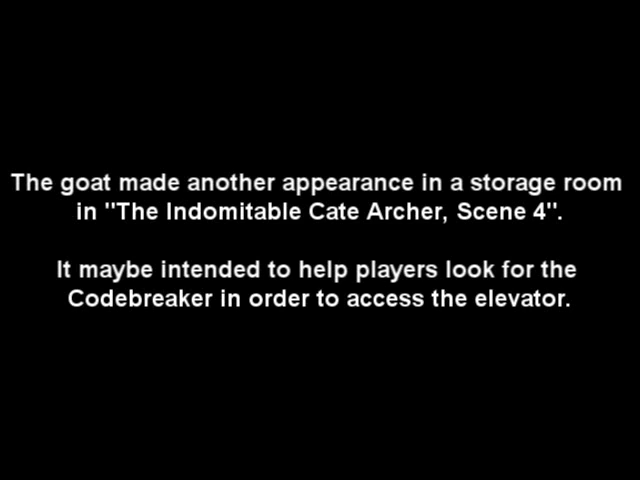 The goat made another appearance in a storage room
in "The Indomitable Cate Archer, Scene 4".
It maybe intended to help players look for the
Codebreaker in order to access the elevator.